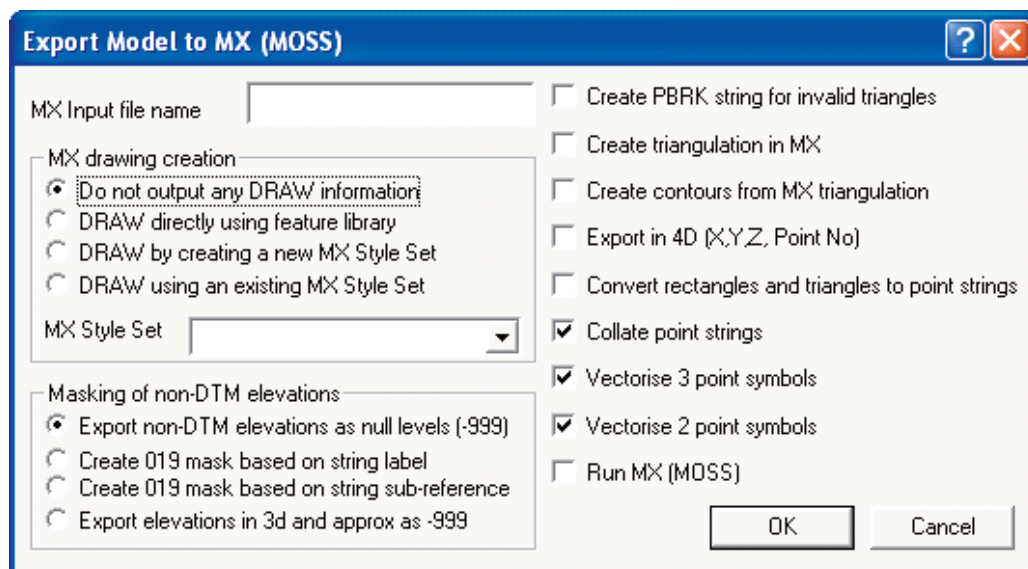 Export Model to MX (MOSS)
MX Input file name
MX drawing creation
Do not output any DRAW information
DRAW directly using feature library
DRAW by creating a new MX Style Set
DRAW using an existing MX Style Set
MX Style Set
Masking of non-DTM elevations
Export non-DTM elevations as null levels (-999)
Create 019 mask based on string label
Create 019 mask based on string sub-reference
Export elevations in 3d and approx as -999
Create PBRK string for invalid triangles
Create triangulation in MX
Create contours from MX triangulation
Export in 4D (X,Y,Z, Point No)
Convert rectangles and triangles to point strings
Collate point strings
Vectorise 3 point symbols
Vectorise 2 point symbols
Run MX (MOSS)
OK
Cancel